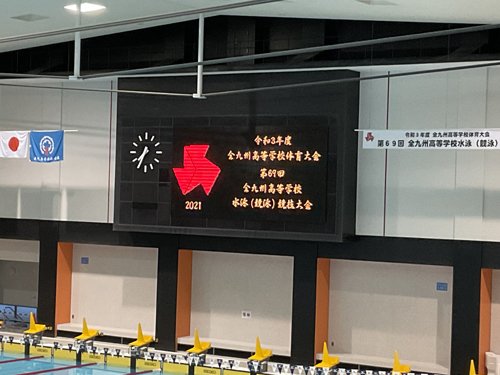 令和3年度
全九州高等学校体育大会
第69回
全九州高等学校
水泳(競泳)競技大会
2021
令和3年度 全九州高等学校体育大会
第69回 全九州高等学校水泳(競泳)